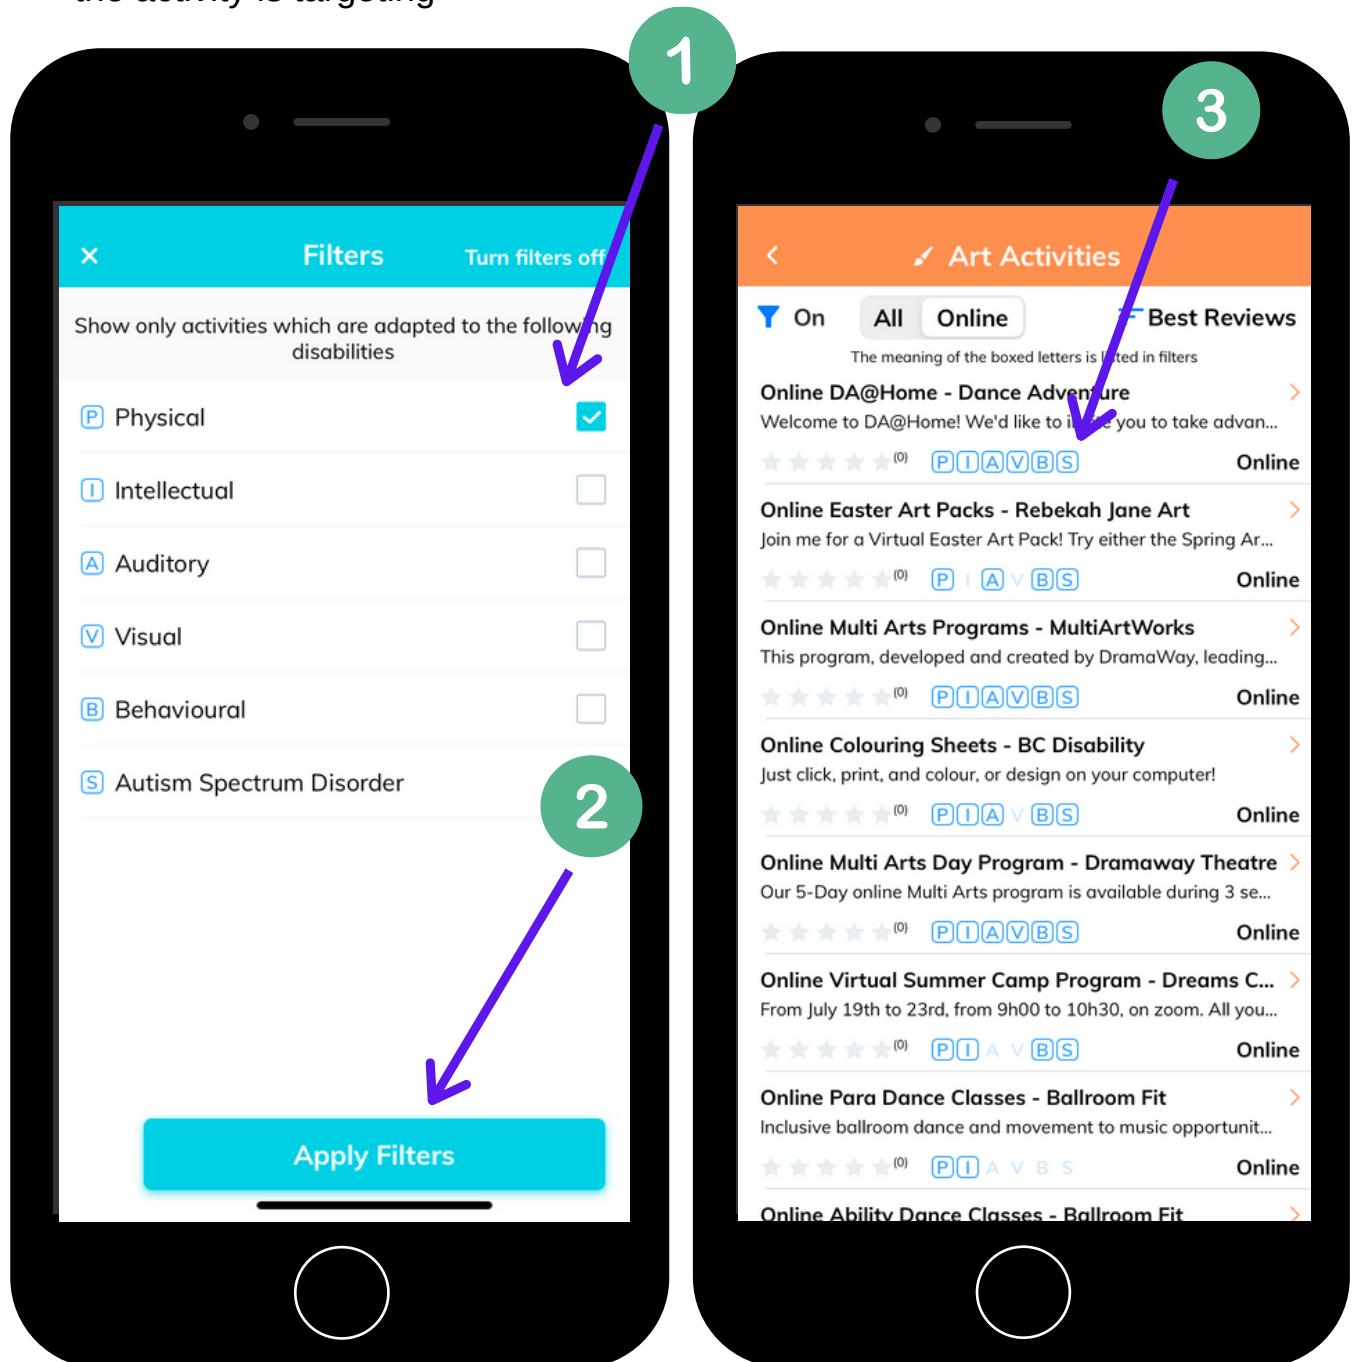 the activity is targeting
1
Filters
Turn filters off
Show only activities which are adapted to the following
disabilities
P Physical
I Intellectual
A Auditory
V Visual
B Behavioural
S Autism Spectrum Disorder
2
Apply Filters
3
Art Activities
On All Online Best Reviews
The meaning of the boxed letters is listed in filters
Online DA@Home - Dance Adventure
Welcome to DA@Home! We'd like to invite you to take advan...
(0) P I A V B S Online
Online Easter Art Packs - Rebekah Jane Art
Join me for a Virtual Easter Art Pack! Try either the Spring Ar...
(0) P I A V B S Online
Online Multi Arts Programs - MultiArtWorks
This program, developed and created by DramaWay, leading...
(0) P I A V B S Online
Online Colouring Sheets - BC Disability
Just click, print, and colour, or design on your computer!
(0) P I A V B S Online
Online Multi Arts Day Program - Dramaway Theatre
Our 5-Day online Multi Arts program is available during 3 se...
(0) P I A V B S Online
Online Virtual Summer Camp Program - Dreams C...
From July 19th to 23rd, from 9h00 to 10h30, on zoom. All you...
(0) P I A V B S Online
Online Para Dance Classes - Ballroom Fit
Inclusive ballroom dance and movement to music opportunit...
(0) P I A V B S Online
Online Ability Dance Classes - Ballroom Fit